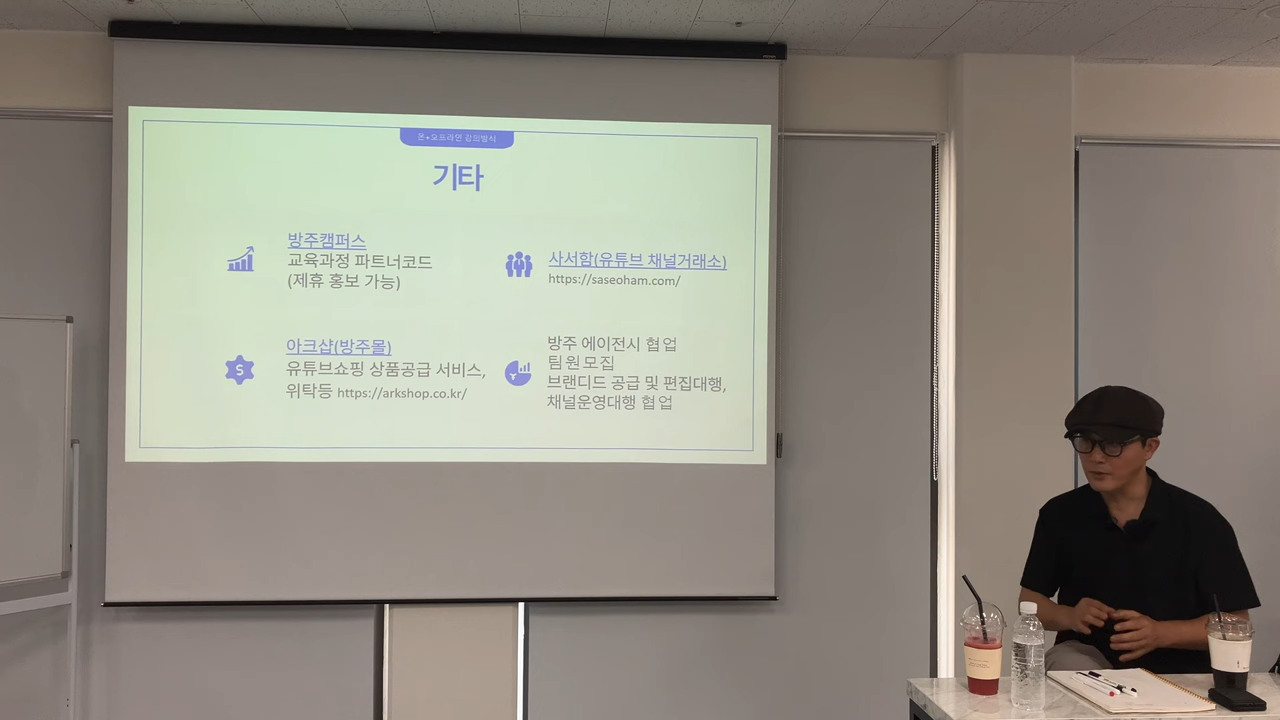 온•오프라인 강의방식
기타
방주캠퍼스
교육과정 파트너코드
(제휴 홍보 가능)
사서함(유튜브 채널거래소)
https://saseoham.com/
아크샵(방주몰)
유튜브쇼핑 상품공급 서비스,
위탁등 https://arkshop.co.kr/
방주 에이전시 협업
팀원모집
브랜디드 공급 및 편집대행,
채널운영대행 협업